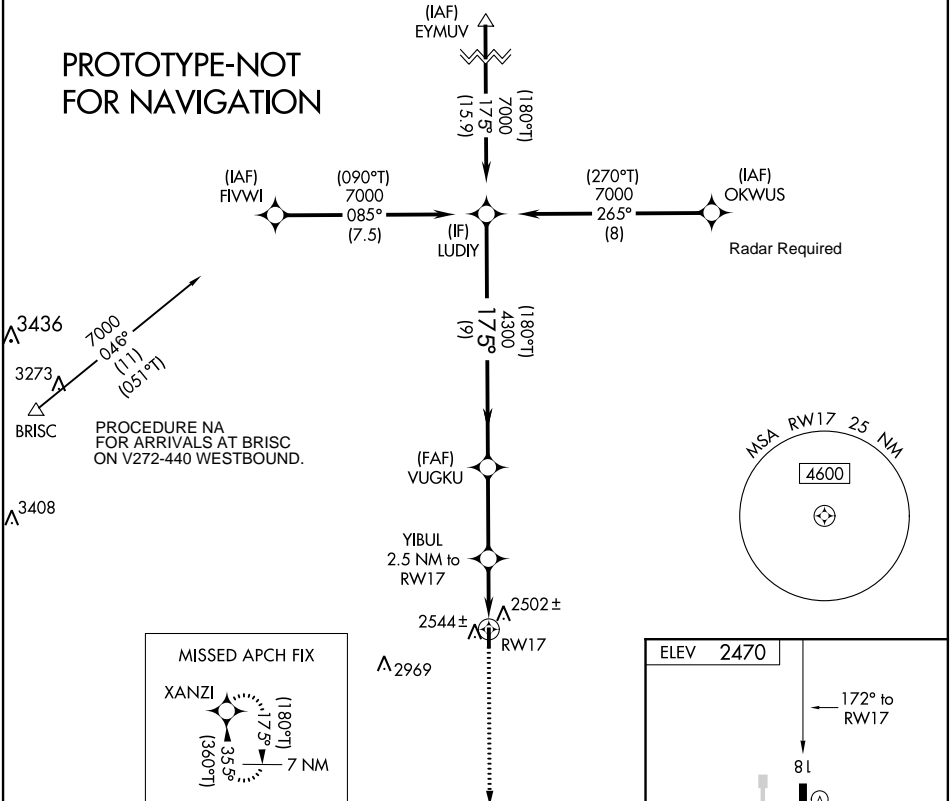 (IAF)
EYMUV
PROTOTYPE-NOT
FOR NAVIGATION
(180°T)
7000
175°
(15.9)
(IAF)
FIVWI
(090°T)
7000
085°
(7.5)
(IF)
LUDIY
(270°T)
7000
265°
(8)
(IAF)
OKWUS
Radar Required
(180°T)
4300
175°
(9)
3436
3273
7000
046°
(11)
(051°T)
BRISC
PROCEDURE NA
FOR ARRIVALS AT BRISC
ON V272-440 WESTBOUND.
3408
(FAF)
VUGKU
MSA RW17 25 NM
4600
YIBUL
2.5 NM to
RW17
2544±
2502±
RW17
2969
MISSED APCH FIX
XANZI
(180°T)
175°
355°
(360°T)
7 NM
ELEV 2470
172° to
RW17
18
A